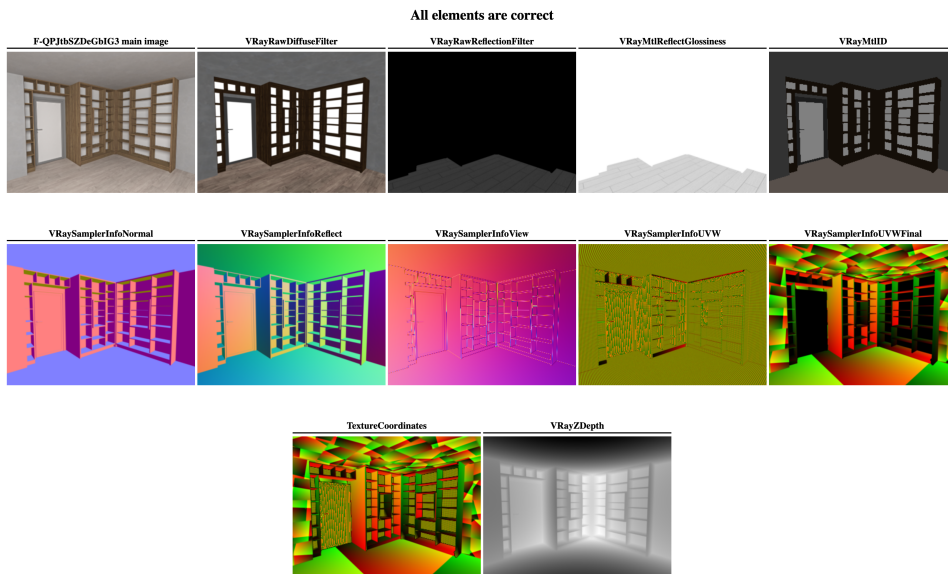 All elements are correct
F-QPJtbSZDeGbIG3 main image
VRayRawDiffuseFilter
VRayRawReflectionFilter
VRayMtlReflectGlossiness
VRayMtlID
VRaySamplerInfoNormal
VRaySamplerInfoReflect
VRaySamplerInfoView
VRaySamplerInfoUVW
VRaySamplerInfoUVWFinal
TextureCoordinates
VRayZDepth